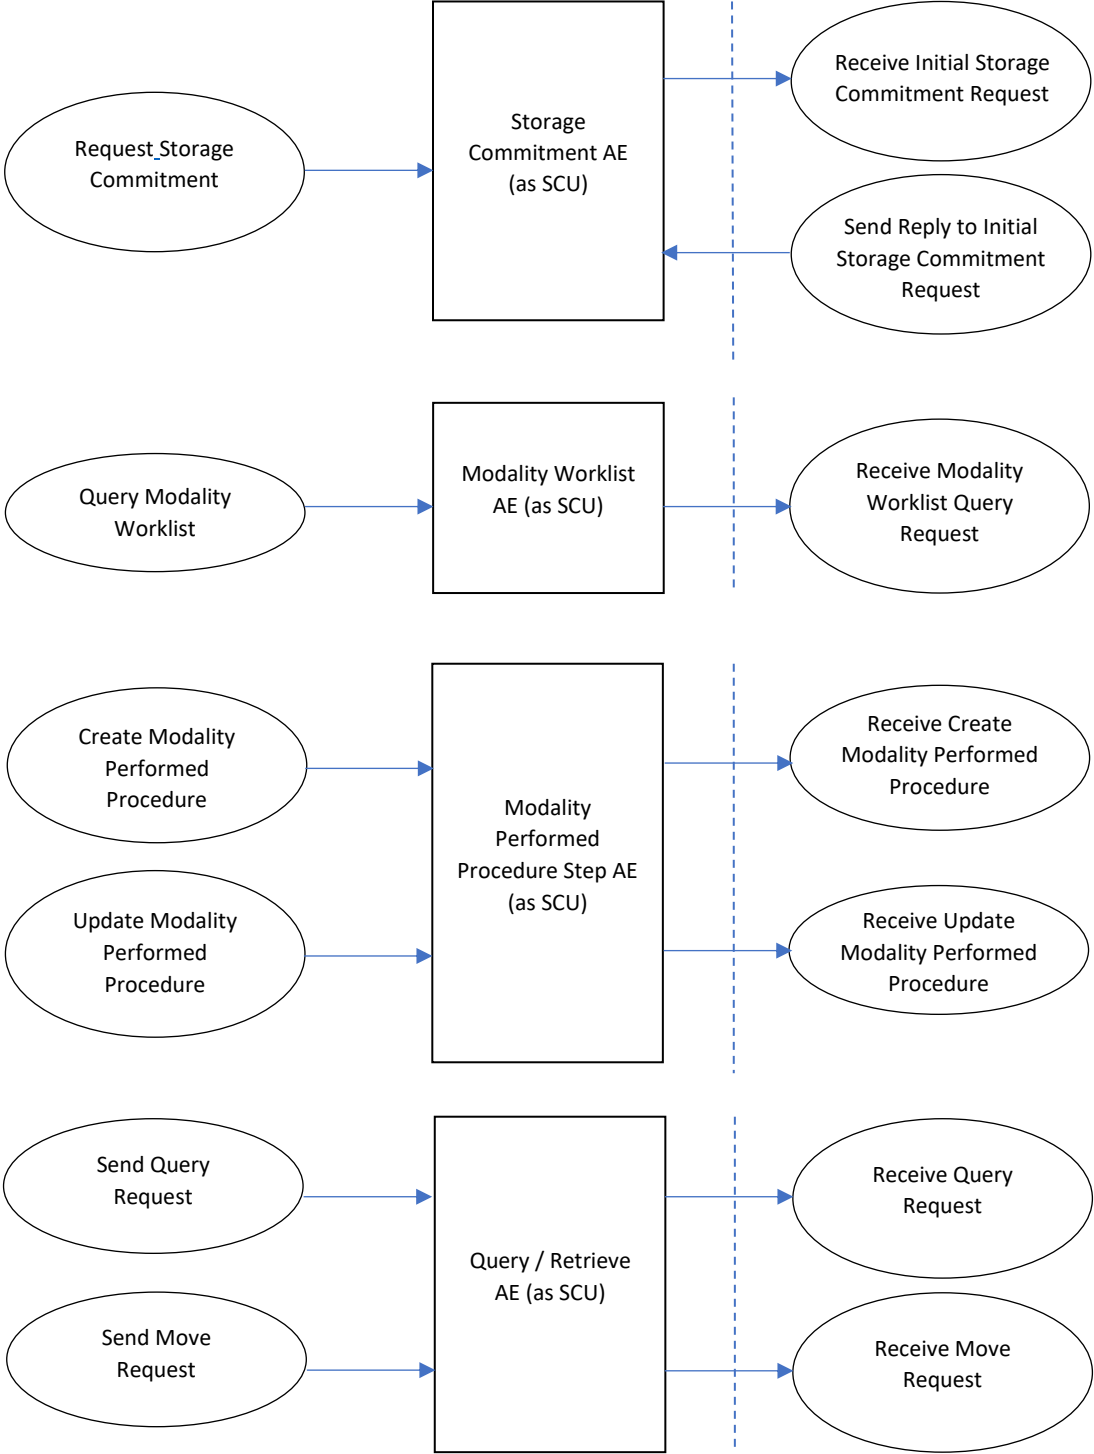 Request Storage
Commitment
Storage
Commitment AE
(as SCU)
Receive Initial Storage
Commitment Request
Send Reply to Initial
Storage Commitment
Request
Query Modality
Worklist
Modality Worklist
AE (as SCU)
Receive Modality
Worklist Query
Request
Create Modality
Performed
Procedure
Update Modality
Performed
Procedure
Modality
Performed
Procedure Step AE
(as SCU)
Receive Create
Modality Performed
Procedure
Receive Update
Modality Performed
Procedure
Send Query
Request
Send Move
Request
Query / Retrieve
AE (as SCU)
Receive Query
Request
Receive Move
Request